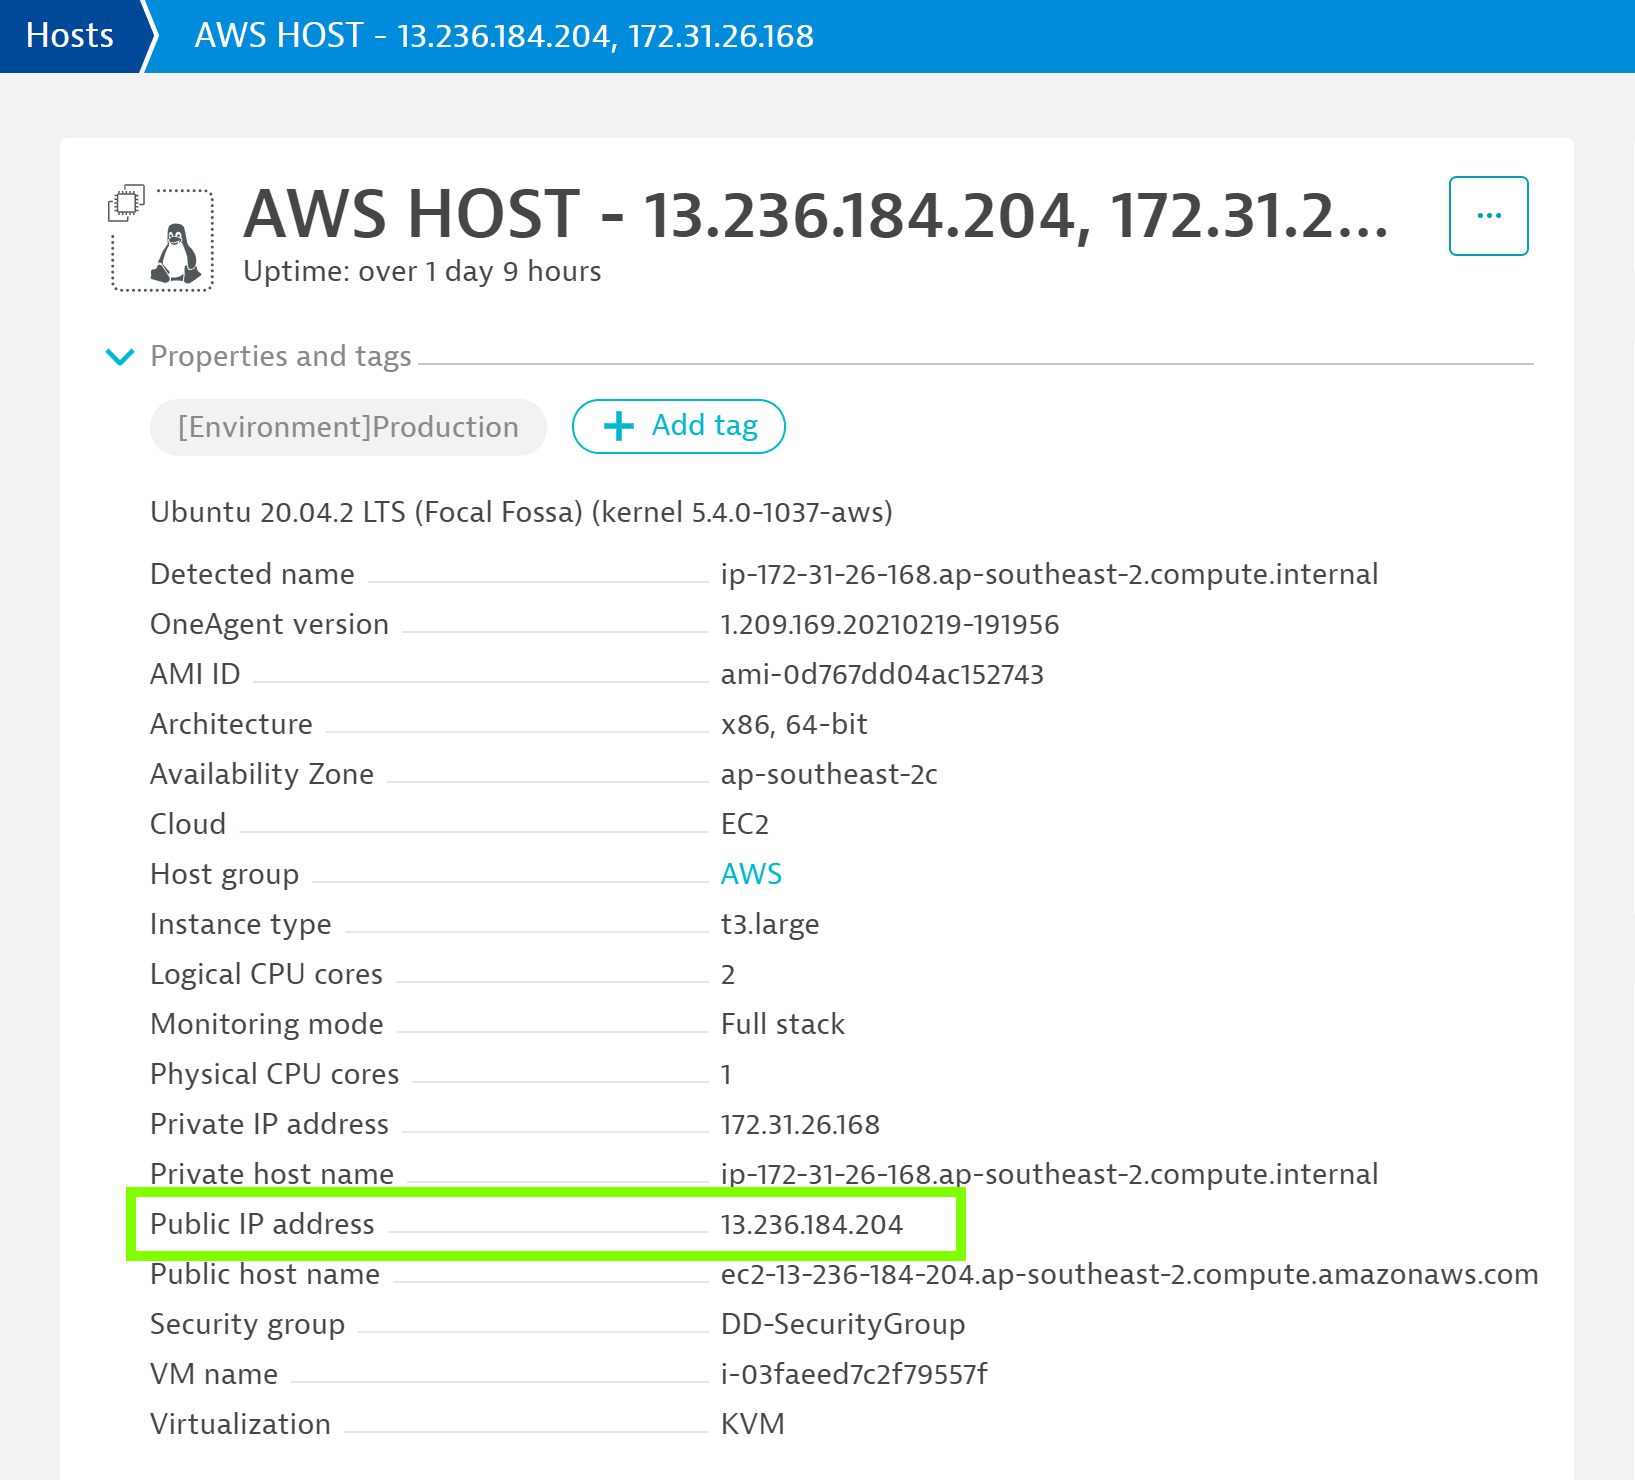 Hosts
AWS HOST - 13.236.184.204, 172.31.26.168
AWS HOST - 13.236.184.204, 172.31.2...
Uptime: over 1 day 9 hours
Properties and tags
[Environment]Production
Add tag
Ubuntu 20.04.2 LTS (Focal Fossa) (kernel 5.4.0-1037-aws)
Detected name ip-172-31-26-168.ap-southeast-2.compute.internal
OneAgent version 1.209.169.20210219-191956
AMI ID ami-0d767dd04ac152743
Architecture x86, 64-bit
Availability Zone ap-southeast-2c
Cloud EC2
Host group AWS
Instance type t3.large
Logical CPU cores 2
Monitoring mode Full stack
Physical CPU cores 1
Private IP address 172.31.26.168
Private host name ip-172-31-26-168.ap-southeast-2.compute.internal
Public IP address 13.236.184.204
Public host name ec2-13-236-184-204.ap-southeast-2.compute.amazonaws.com
Security group DD-SecurityGroup
VM name i-03faeed7c2f79557f
Virtualization KVM